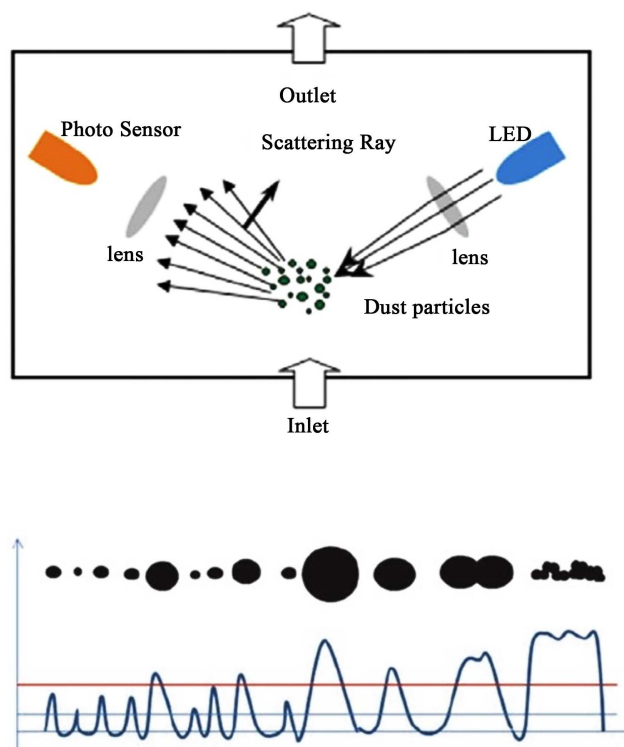 Outlet
Photo Sensor
LED
Scattering Ray
lens
lens
Dust particles
Inlet